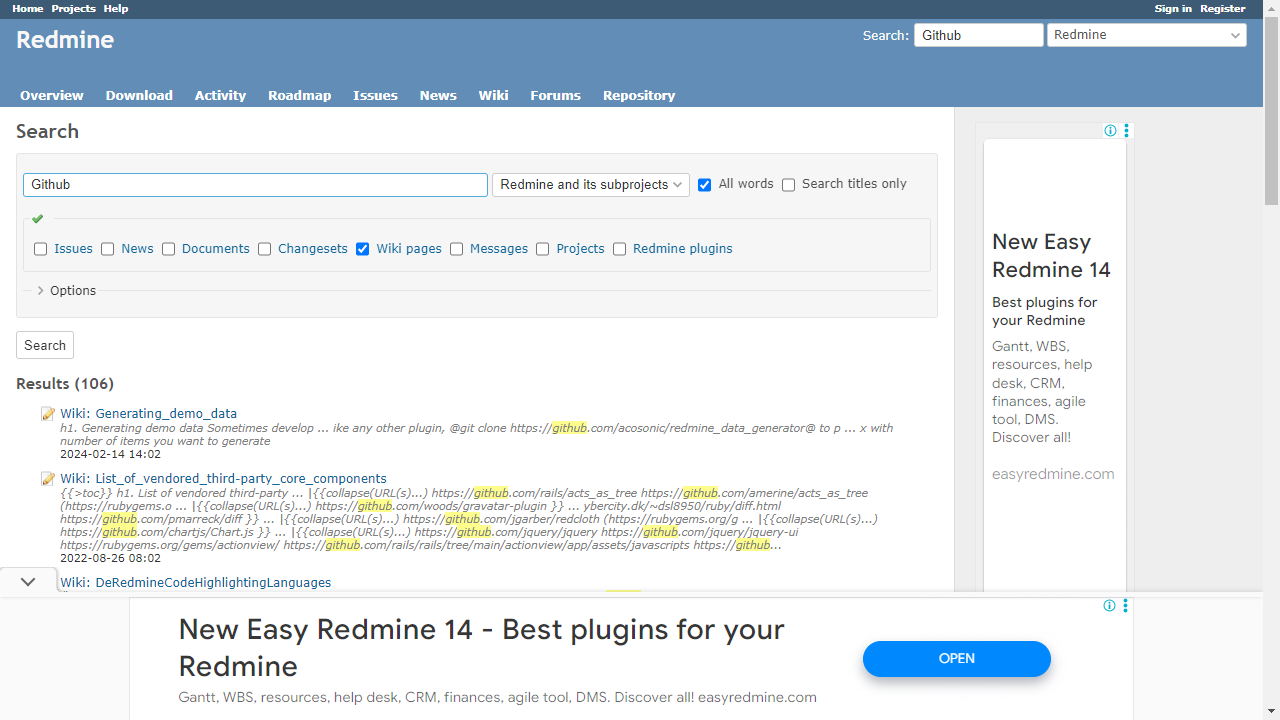 Home Projects Help Sign in Register
Redmine
Search: Github Redmine
Overview Download Activity Roadmap Issues News Wiki Forums Repository
Search
Github Redmine and its subprojects All words Search titles only
Issues News Documents Changesets Wiki pages Messages Projects Redmine plugins
Options
Search
Results (106)
Wiki: Generating_demo_data
h1. Generating demo data Sometimes develop ... ike any other plugin, @git clone https://github.com/acosonic/redmine_data_generator@ to p ... x with
number of items you want to generate
2024-02-14 14:02
Wiki: List_of_vendored_third-party_core_components
{{>toc}} h1. List of vendored third-party ... |{{collapse(URL(s)...) https://github.com/rails/acts_as_tree https://github.com/amerine/acts_as_tree
(https://rubygems.o ... |{{collapse(URL(s)...) https://github.com/woods/gravatar-plugin }} ... ybercity.dk/~dsl8950/ruby/diff.html
https://github.com/pmarreck/diff }} ... |{{collapse(URL(s)...) https://github.com/jgarber/redcloth (https://rubygems.org/g ... |{{collapse(URL(s)...)
https://github.com/chartjs/Chart.js }} ... |{{collapse(URL(s)...) https://github.com/jquery/jquery https://github.com/jquery/jquery-ui
https://rubygems.org/gems/actionview/ https://github.com/rails/rails/tree/main/actionview/app/assets/javascripts https://github...
2022-08-26 08:02
Wiki: DeRedmineCodeHighlightingLanguages
New Easy
Redmine 14
Best plugins for
your Redmine
Gantt, WBS,
resources, help
desk, CRM,
finances, agile
tool, DMS.
Discover all!
easyredmine.com
New Easy Redmine 14 - Best plugins for your
Redmine
Gantt, WBS, resources, help desk, CRM, finances, agile tool, DMS. Discover all! easyredmine.com
OPEN